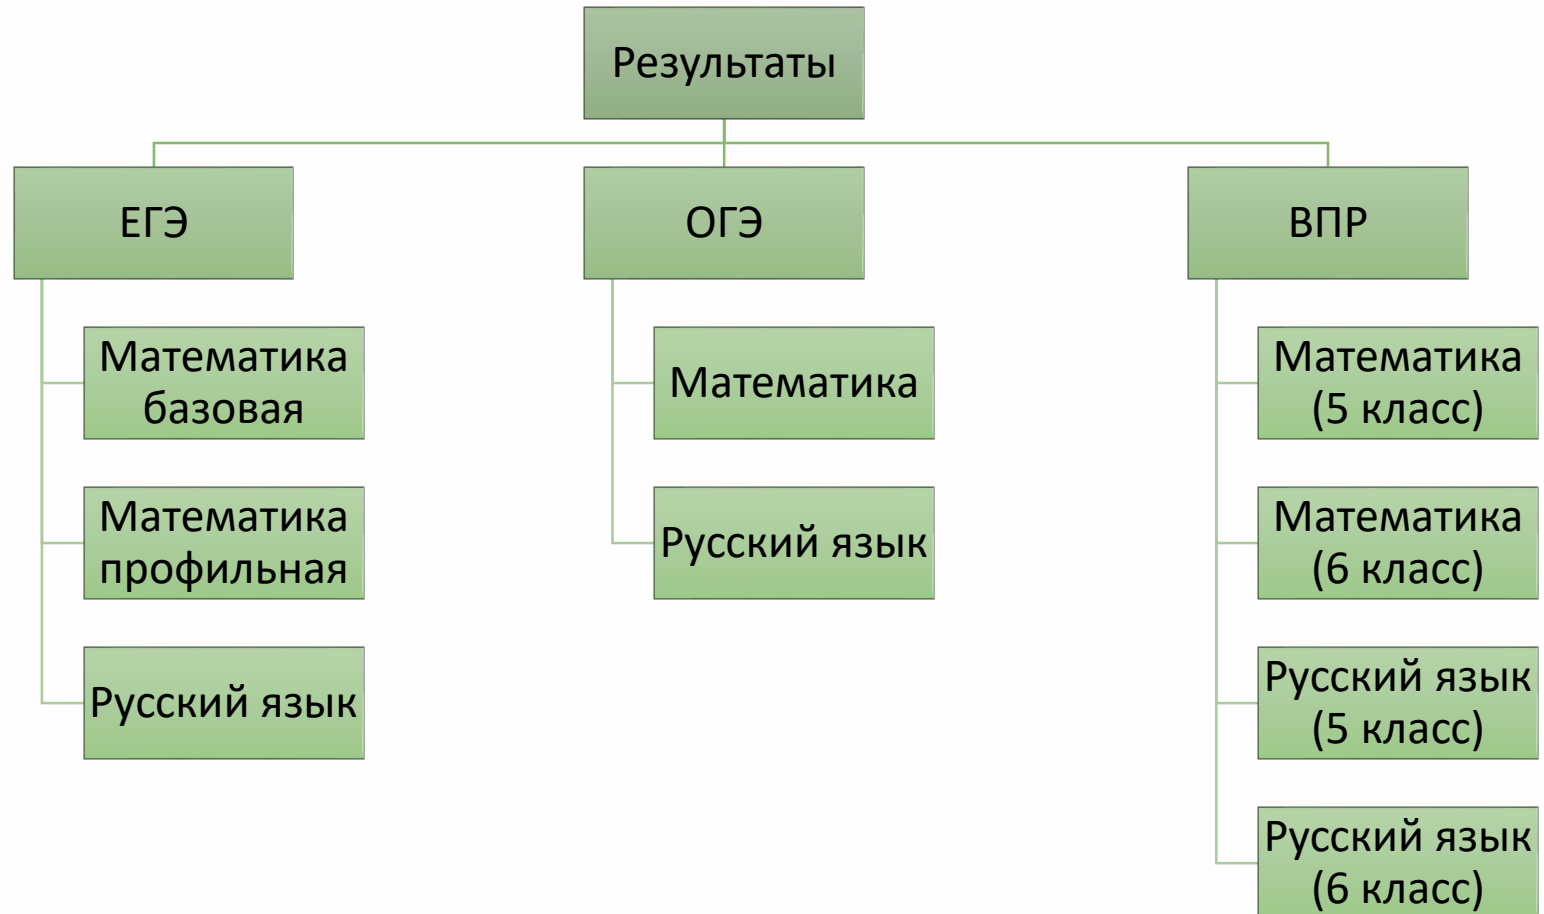 Результаты
ЕГЭ
Математика
базовая
Математика
профильная
Русский язык
ОГЭ
Математика
Русский язык
ВПР
Математика
(5 класс)
Математика
(6 класс)
Русский язык
(5 класс)
Русский язык
(6 класс)